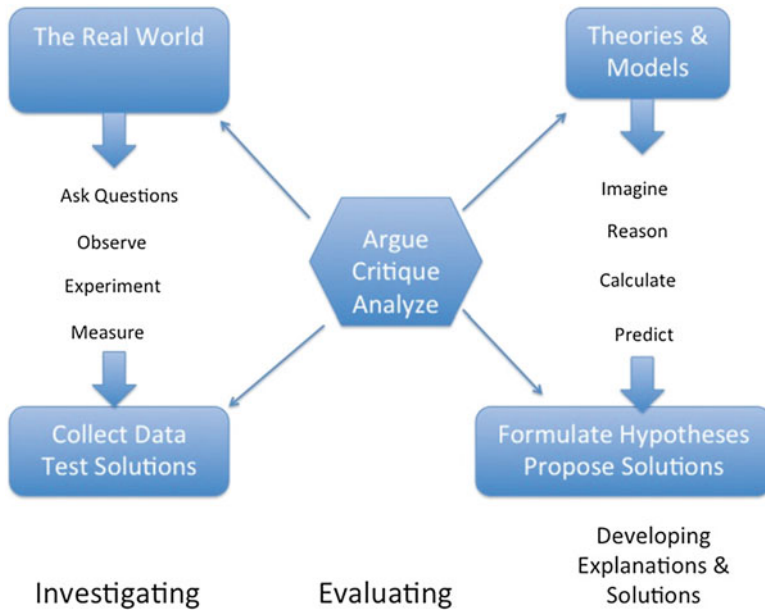 The Real World
Ask Questions
Observe
Experiment
Measure
Collect Data
Test Solutions
Investigating
Argue
Critique
Analyze
Evaluating
Theories &
Models
Imagine
Reason
Calculate
Predict
Formulate Hypotheses
Propose Solutions
Developing
Explanations &
Solutions